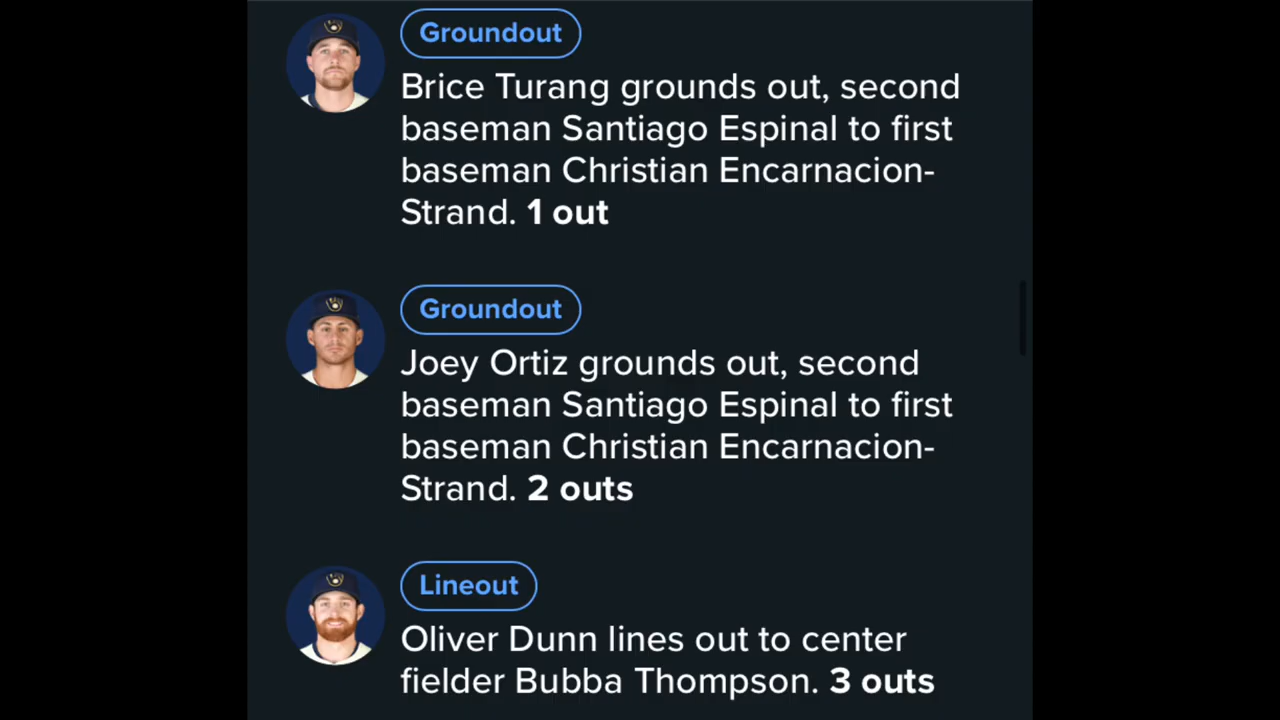 Groundout
Brice Turang grounds out, second
baseman Santiago Espinal to first
baseman Christian Encarnacion-
Strand. 1 out
Groundout
Joey Ortiz grounds out, second
baseman Santiago Espinal to first
baseman Christian Encarnacion-
Strand. 2 outs
Lineout
Oliver Dunn lines out to center
fielder Bubba Thompson. 3 outs